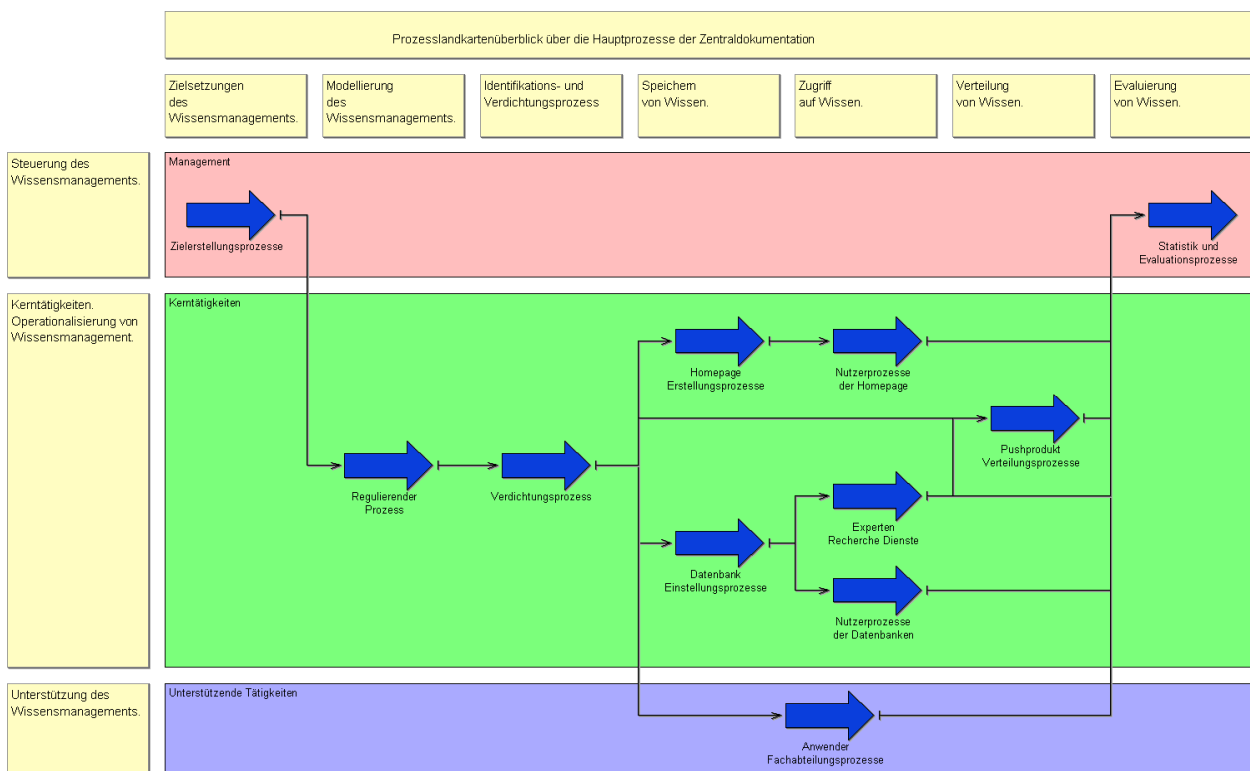 Prozesslandkartenüberblick über die Hauptprozesse der Zentraldokumentation
Zielsetzungen
des
Wissensmanagements.
Modellierung
des
Wissensmanagements.
Identifikations- und
Verdichtungsprozess
Speichern
von Wissen.
Zugriff
auf Wissen.
Verteilung
von Wissen.
Evaluierung
von Wissen.
Steuerung des
Wissensmanagements.
Management
Zielerstellungsprozesse
Statistik und
Evaluationsprozesse
Kerntätigkeiten.
Operationalisierung von
Wissensmanagement.
Kerntätigkeiten
Homepage
Erstellungsprozesse
Nutzerprozesse
der Homepage
Pushprodukt
Verteilungsprozesse
Regulierender
Prozess
Verdichtungsprozess
Experten
Recherche Dienste
Datenbank
Einstellungsprozesse
Nutzerprozesse
der Datenbanken
Unterstützung des
Wissensmanagements.
Unterstützende Tätigkeiten
Anwender
Fachabteilungsprozesse